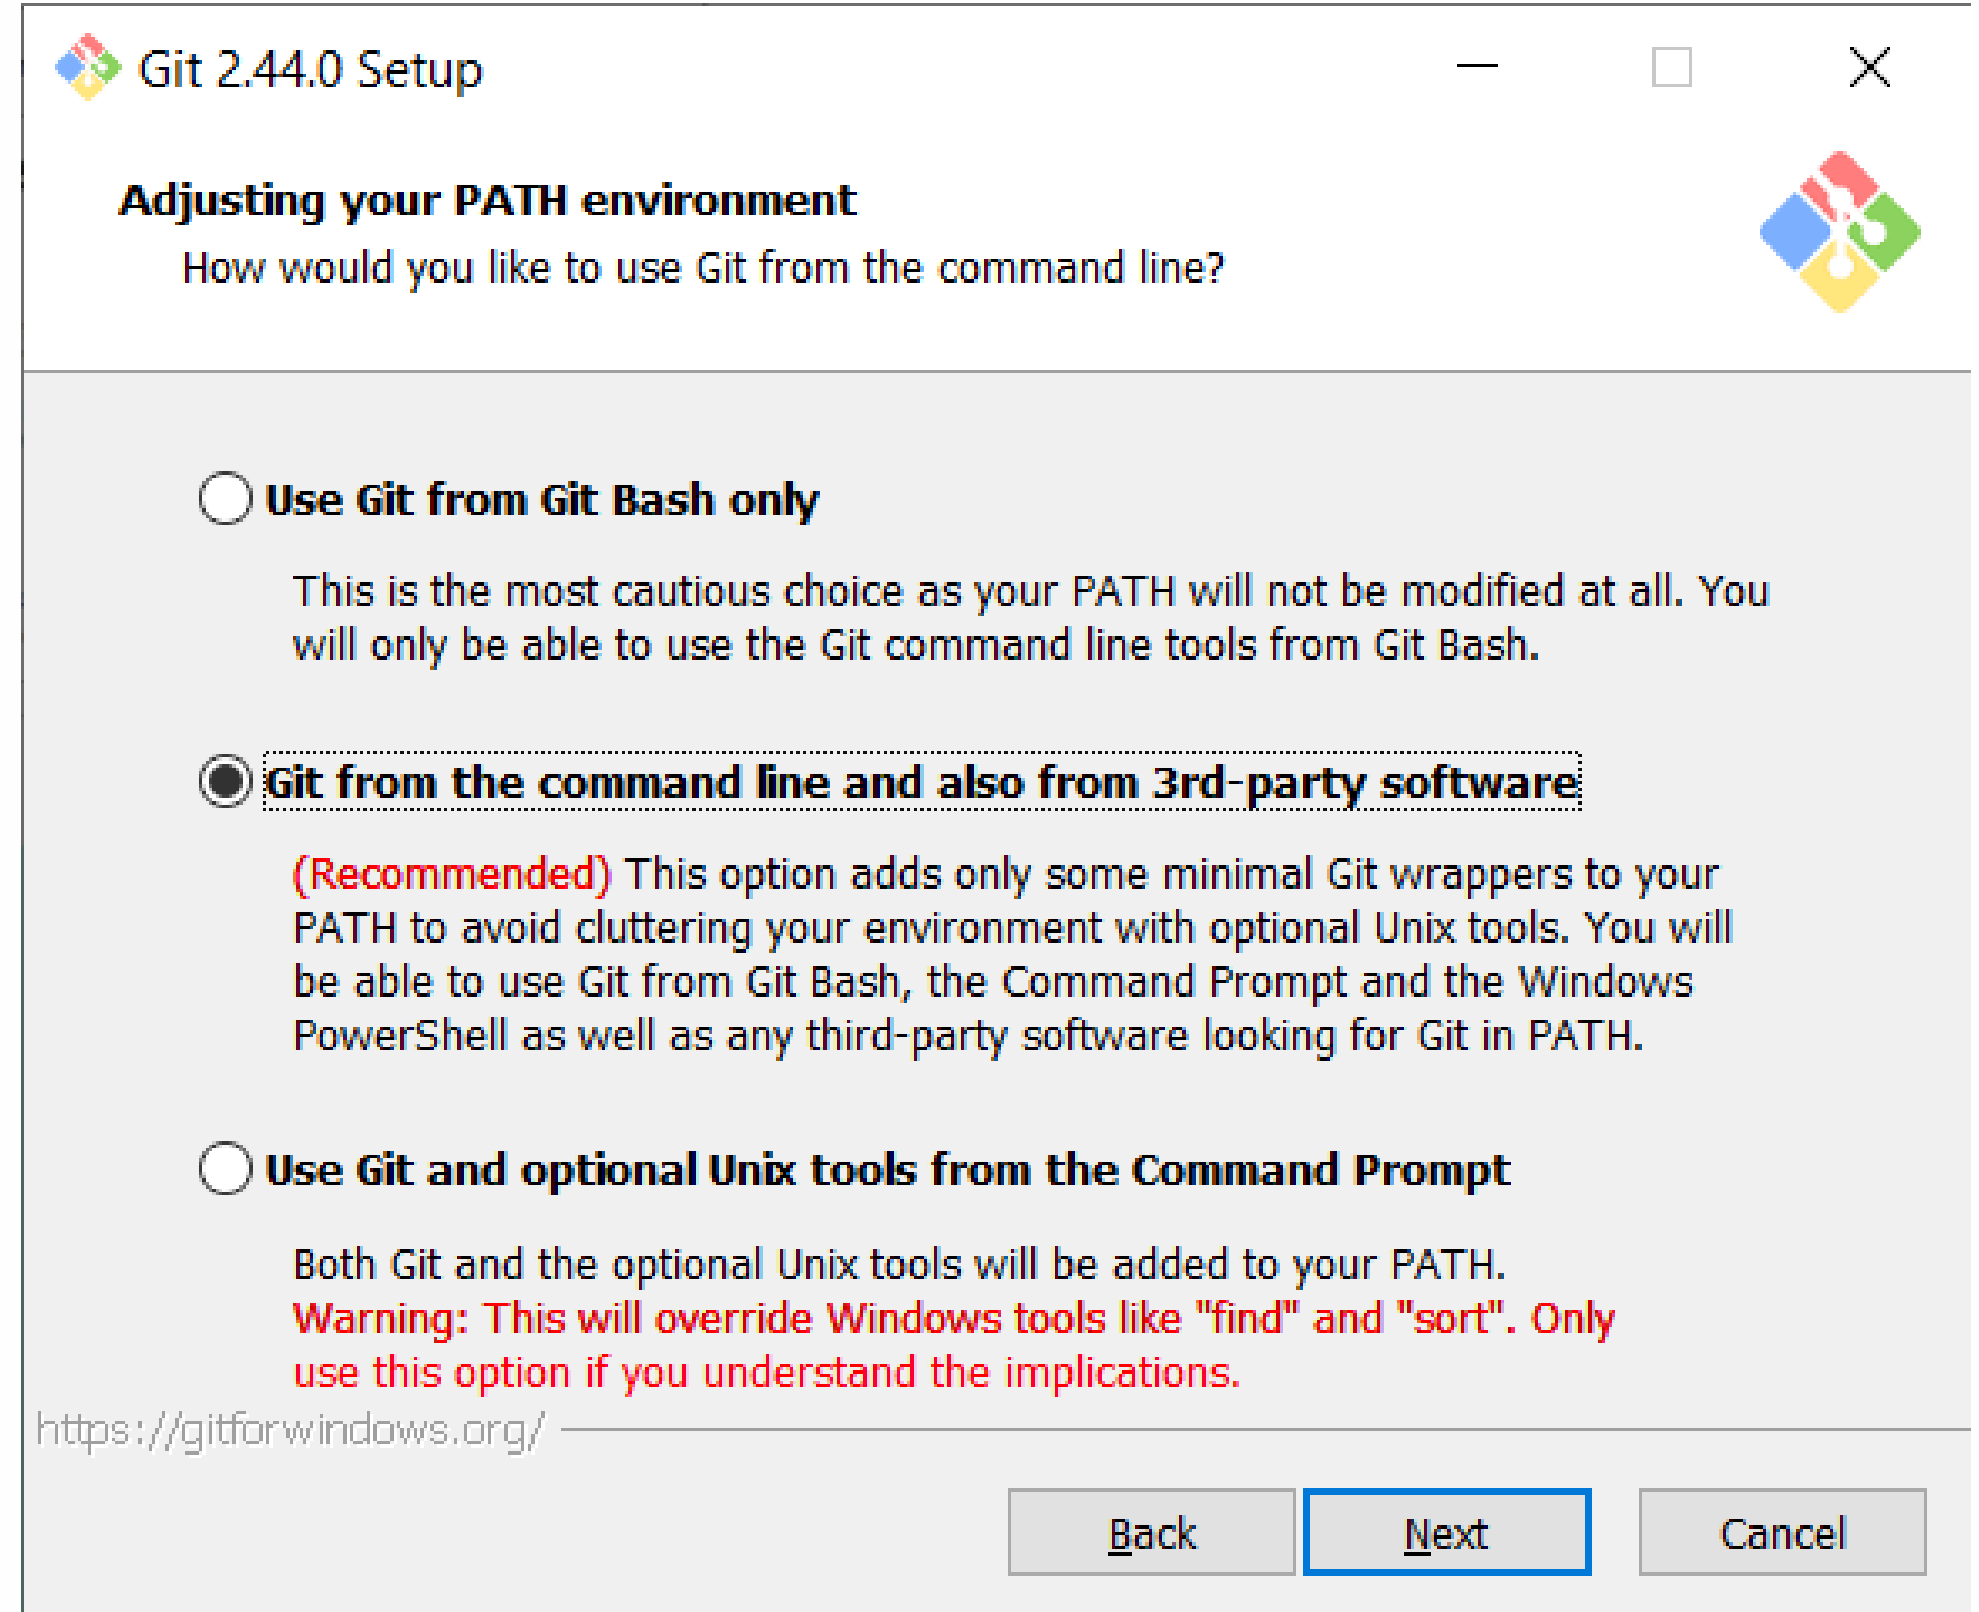 Git 2.44.0 Setup
Adjusting your PATH environment
How would you like to use Git from the command line?
Use Git from Git Bash only
This is the most cautious choice as your PATH will not be modified at all. You
will only be able to use the Git command line tools from Git Bash.
Git from the command line and also from 3rd-party software
(Recommended) This option adds only some minimal Git wrappers to your
PATH to avoid cluttering your environment with optional Unix tools. You will
be able to use Git from Git Bash, the Command Prompt and the Windows
PowerShell as well as any third-party software looking for Git in PATH.
Use Git and optional Unix tools from the Command Prompt
Both Git and the optional Unix tools will be added to your PATH.
Warning: This will override Windows tools like "find" and "sort". Only
use this option if you understand the implications.
https://gitforwindows.org/
Back Next Cancel